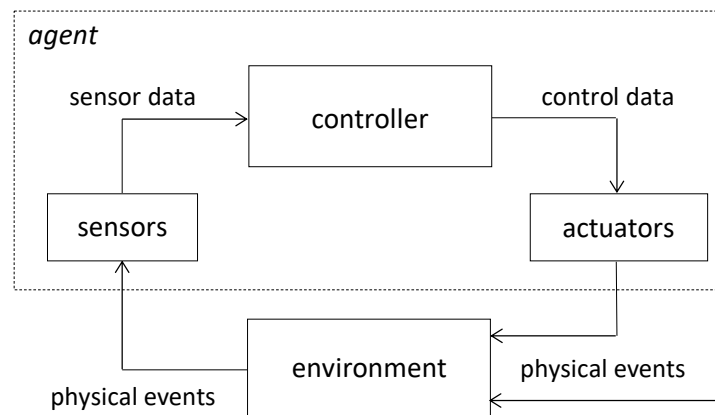 agent
sensor data
controller
control data
sensors
actuators
environment
physical events
physical events